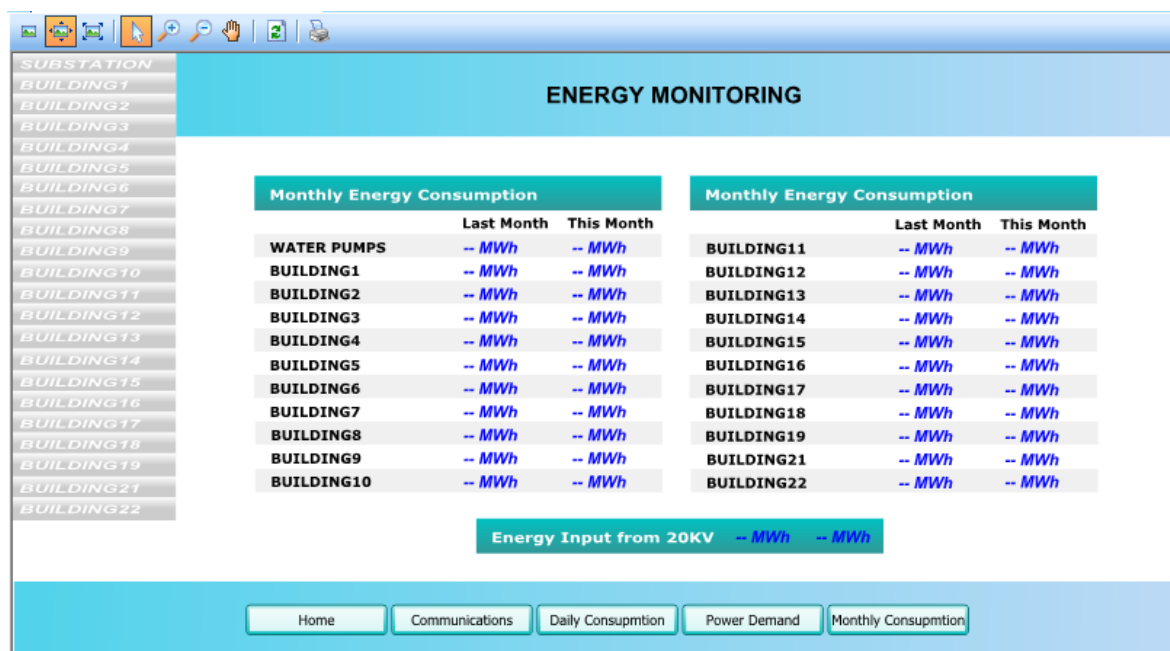 SUBSTATION
BUILDING1
BUILDING2
BUILDING3
BUILDING4
BUILDING5
BUILDING6
BUILDING7
BUILDING8
BUILDING9
BUILDING10
BUILDING11
BUILDING12
BUILDING13
BUILDING14
BUILDING15
BUILDING16
BUILDING17
BUILDING18
BUILDING19
BUILDING21
BUILDING22
ENERGY MONITORING
Monthly Energy Consumption
Last Month This Month
WATER PUMPS -- MWh -- MWh
BUILDING1 -- MWh -- MWh
BUILDING2 -- MWh -- MWh
BUILDING3 -- MWh -- MWh
BUILDING4 -- MWh -- MWh
BUILDING5 -- MWh -- MWh
BUILDING6 -- MWh -- MWh
BUILDING7 -- MWh -- MWh
BUILDING8 -- MWh -- MWh
BUILDING9 -- MWh -- MWh
BUILDING10 -- MWh -- MWh
Monthly Energy Consumption
Last Month This Month
BUILDING11 -- MWh -- MWh
BUILDING12 -- MWh -- MWh
BUILDING13 -- MWh -- MWh
BUILDING14 -- MWh -- MWh
BUILDING15 -- MWh -- MWh
BUILDING16 -- MWh -- MWh
BUILDING17 -- MWh -- MWh
BUILDING18 -- MWh -- MWh
BUILDING19 -- MWh -- MWh
BUILDING21 -- MWh -- MWh
BUILDING22 -- MWh -- MWh
Energy Input from 20KV -- MWh -- MWh
Home Communications Daily Consupmtion Power Demand Monthly Consupmtion